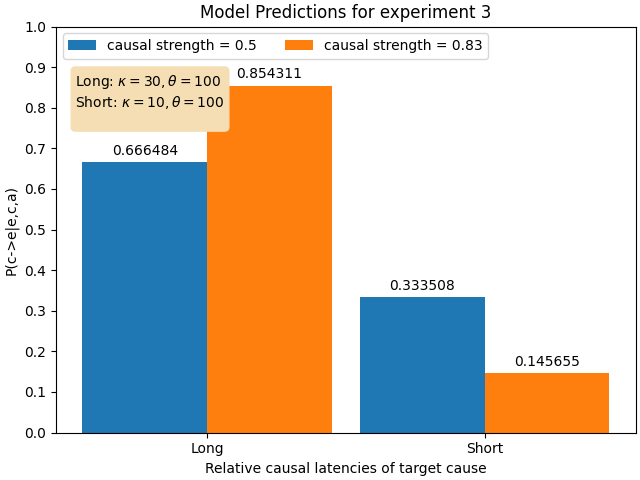 Model Predictions for experiment 3
causal strength = 0.5
causal strength = 0.83
Long: κ = 30, θ = 100
Short: κ = 10, θ = 100
P(c->e|e,c,a)
1.0
0.9
0.8
0.7
0.6
0.5
0.4
0.3
0.2
0.1
0.0
0.666484
0.854311
0.333508
0.145655
Long
Short
Relative causal latencies of target cause